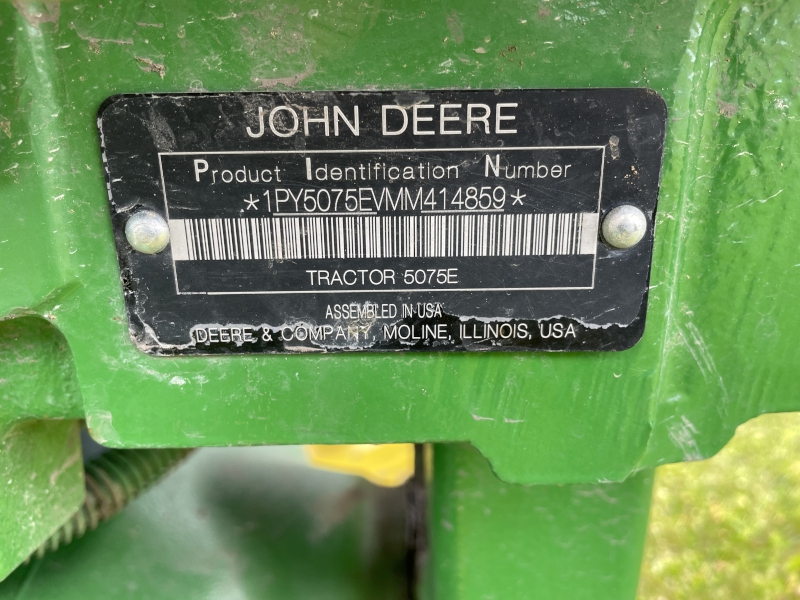 JOHN DEERE
Product Identification Number
*1PY5075EVMM414859*
TRACTOR 5075E
ASSEMBLED IN USA
DEERE & COMPANY, MOLINE, ILLINOIS, USA